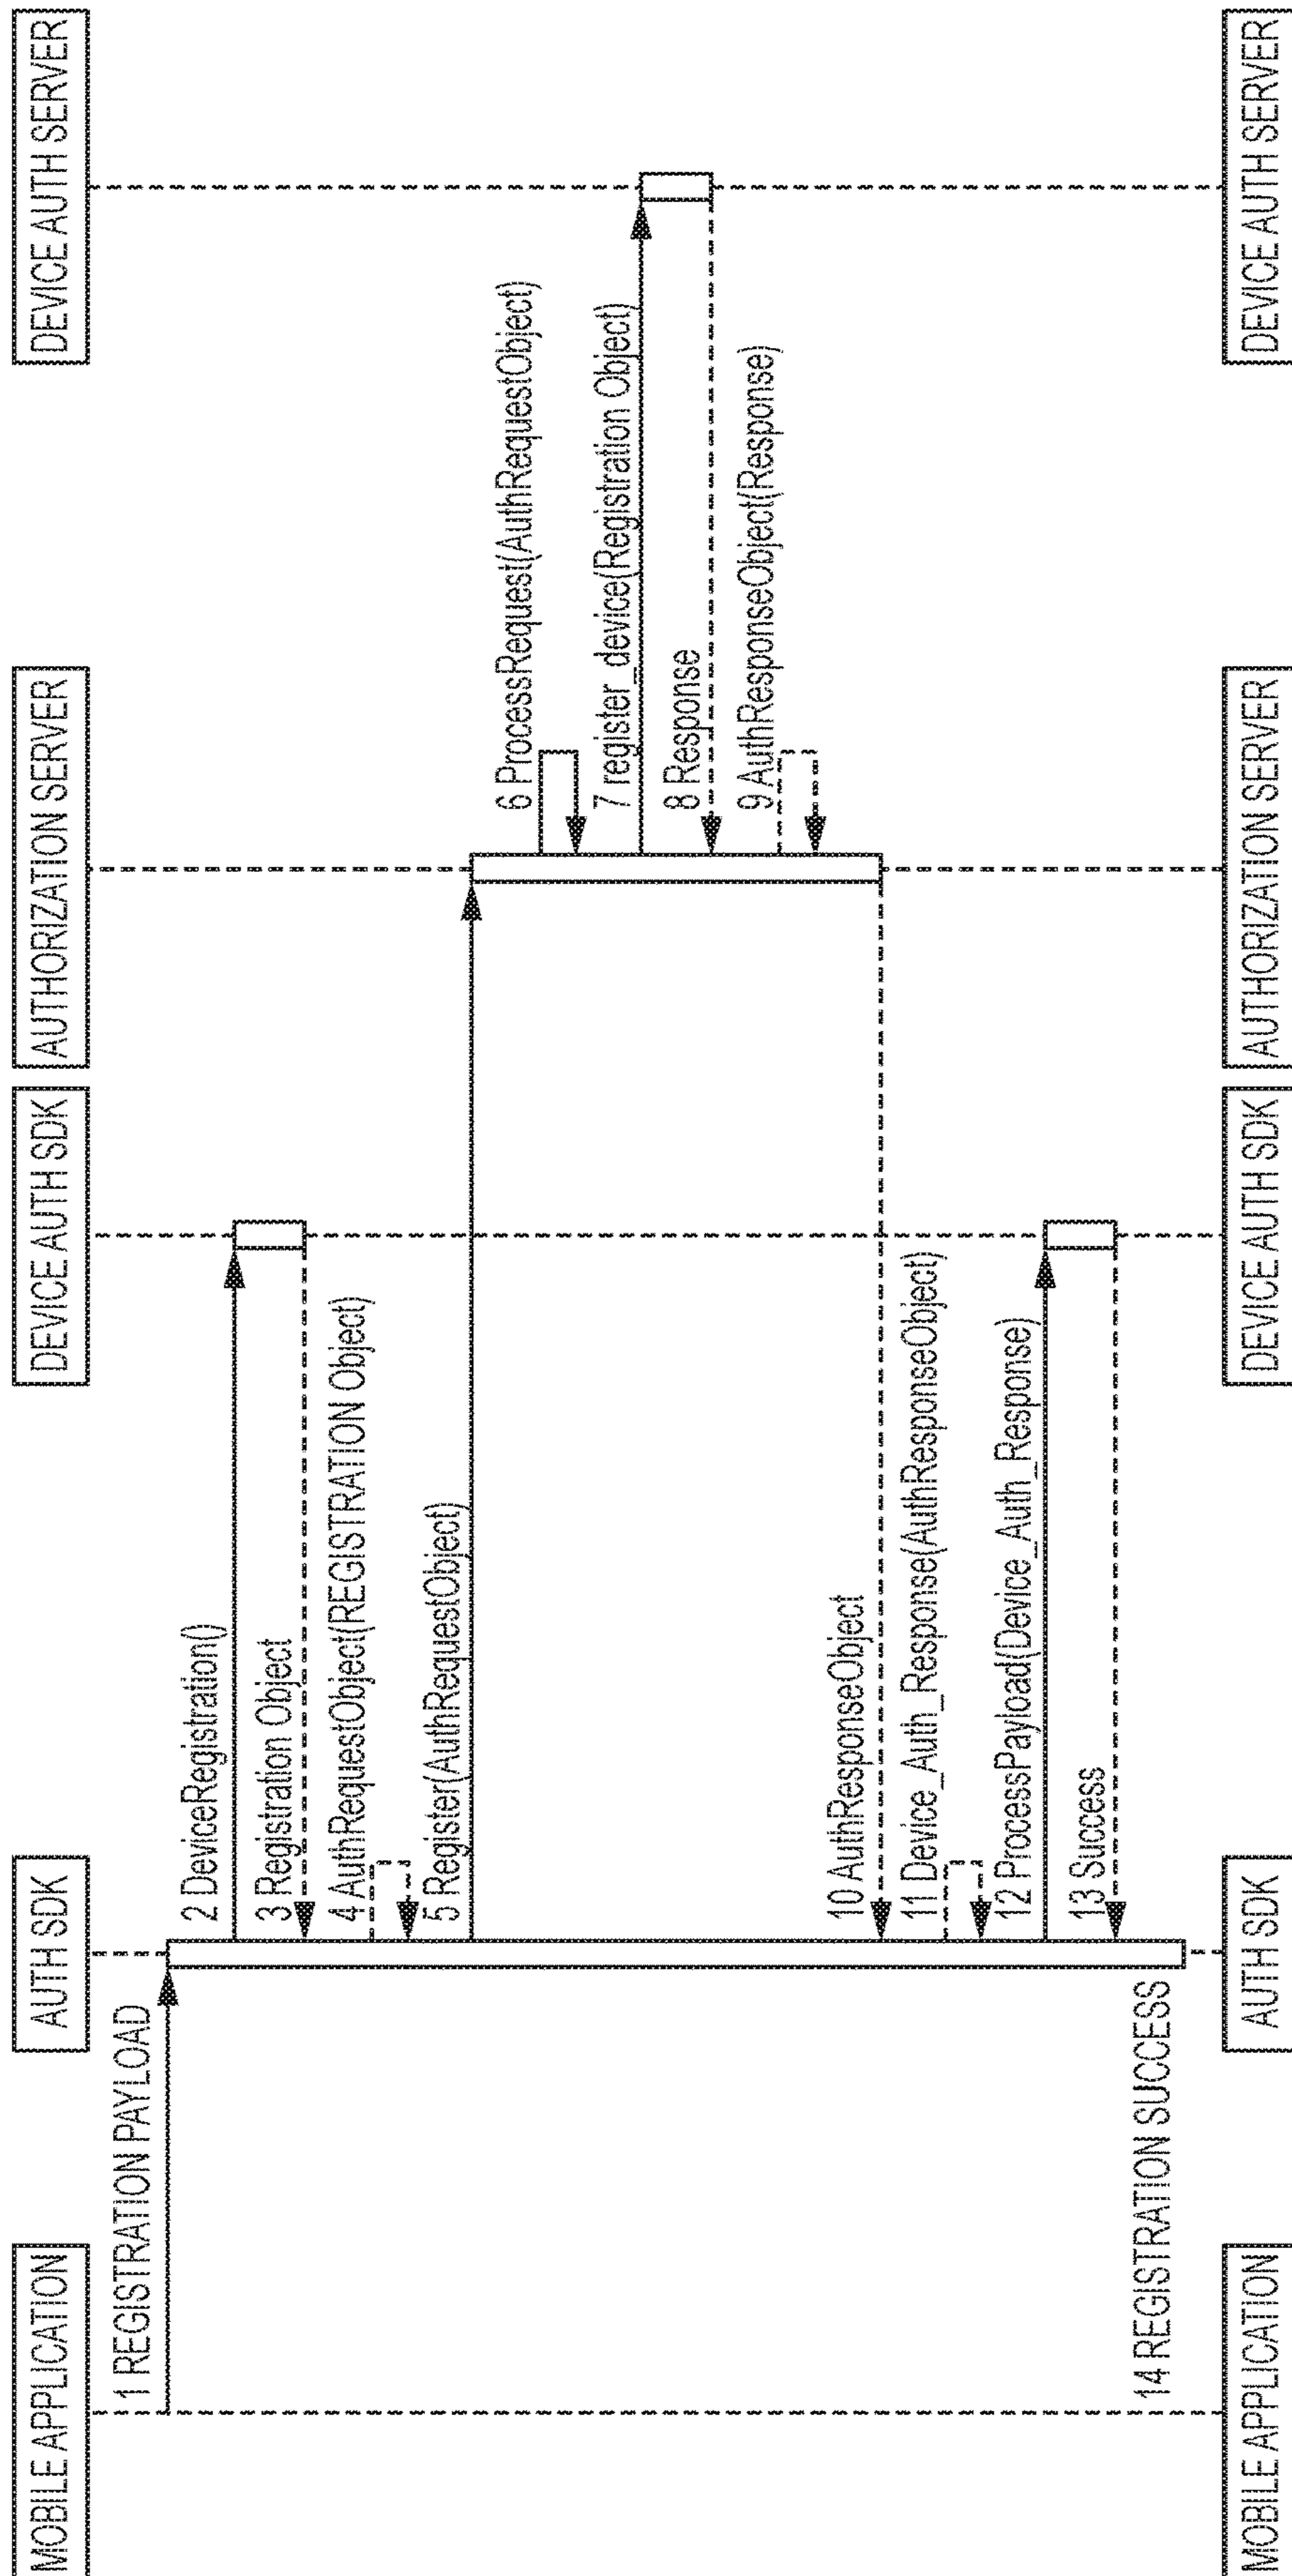 MOBILE APPLICATION
AUTH SDK
DEVICE AUTH SDK
AUTHORIZATION SERVER
DEVICE AUTH SERVER
1 REGISTRATION PAYLOAD
2 DeviceRegistration()
3 Registration Object
4 AuthRequestObject(REGISTRATION Object)
5 Register(AuthRequestObject)
6 ProcessRequest(AuthRequestObject)
7 register_device(Registration Object)
8 Response
9 AuthResponseObject(Response)
10 AuthResponseObject
11 Device_Auth_Response(AuthResponseObject)
12 ProcessPayload(Device_Auth_Response)
13 Success
14 REGISTRATION SUCCESS
MOBILE APPLICATION
AUTH SDK
DEVICE AUTH SDK
AUTHORIZATION SERVER
DEVICE AUTH SERVER